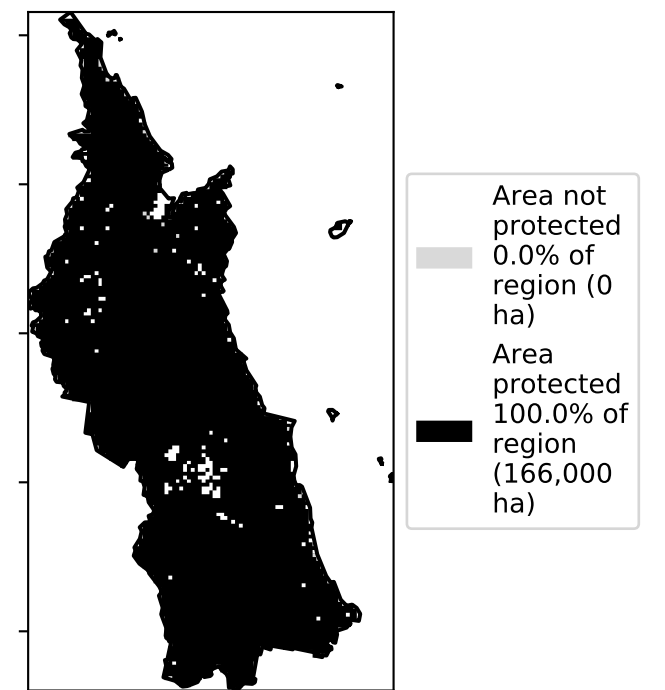 Area not
protected
0.0% of
region (0
ha)
Area
protected
100.0% of
region
(166,000
ha)